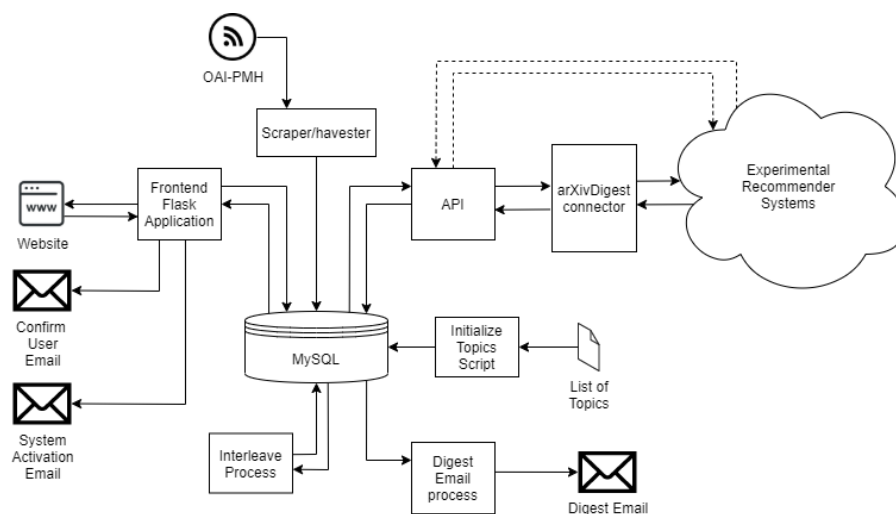 OAI-PMH
Scraper/havester
Frontend
Flask
Application
www
Website
API
arXivDigest
connector
Experimental
Recommender
Systems
Confirm
User
Email
MySQL
Initialize
Topics
Script
List of
Topics
System
Activation
Email
Interleave
Process
Digest
Email
process
Digest Email